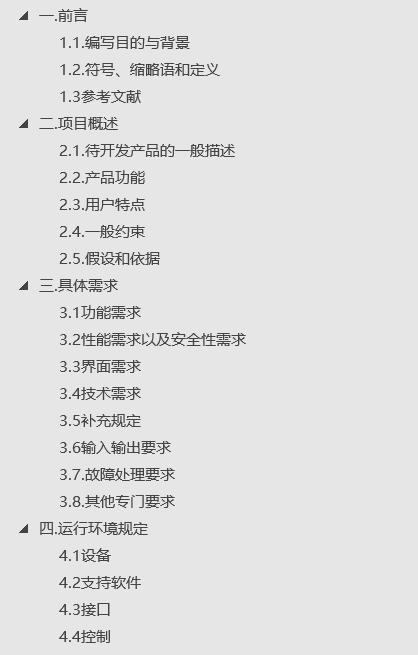 一.前言
1.1.编写目的与背景
1.2.符号、缩略语和定义
1.3参考文献
二.项目概述
2.1.待开发产品的一般描述
2.2.产品功能
2.3.用户特点
2.4.一般约束
2.5.假设和依据
三.具体需求
3.1功能需求
3.2性能需求以及安全性需求
3.3界面需求
3.4技术需求
3.5补充规定
3.6输入输出要求
3.7.故障处理要求
3.8.其他专门要求
四.运行环境规定
4.1设备
4.2支持软件
4.3接口
4.4控制